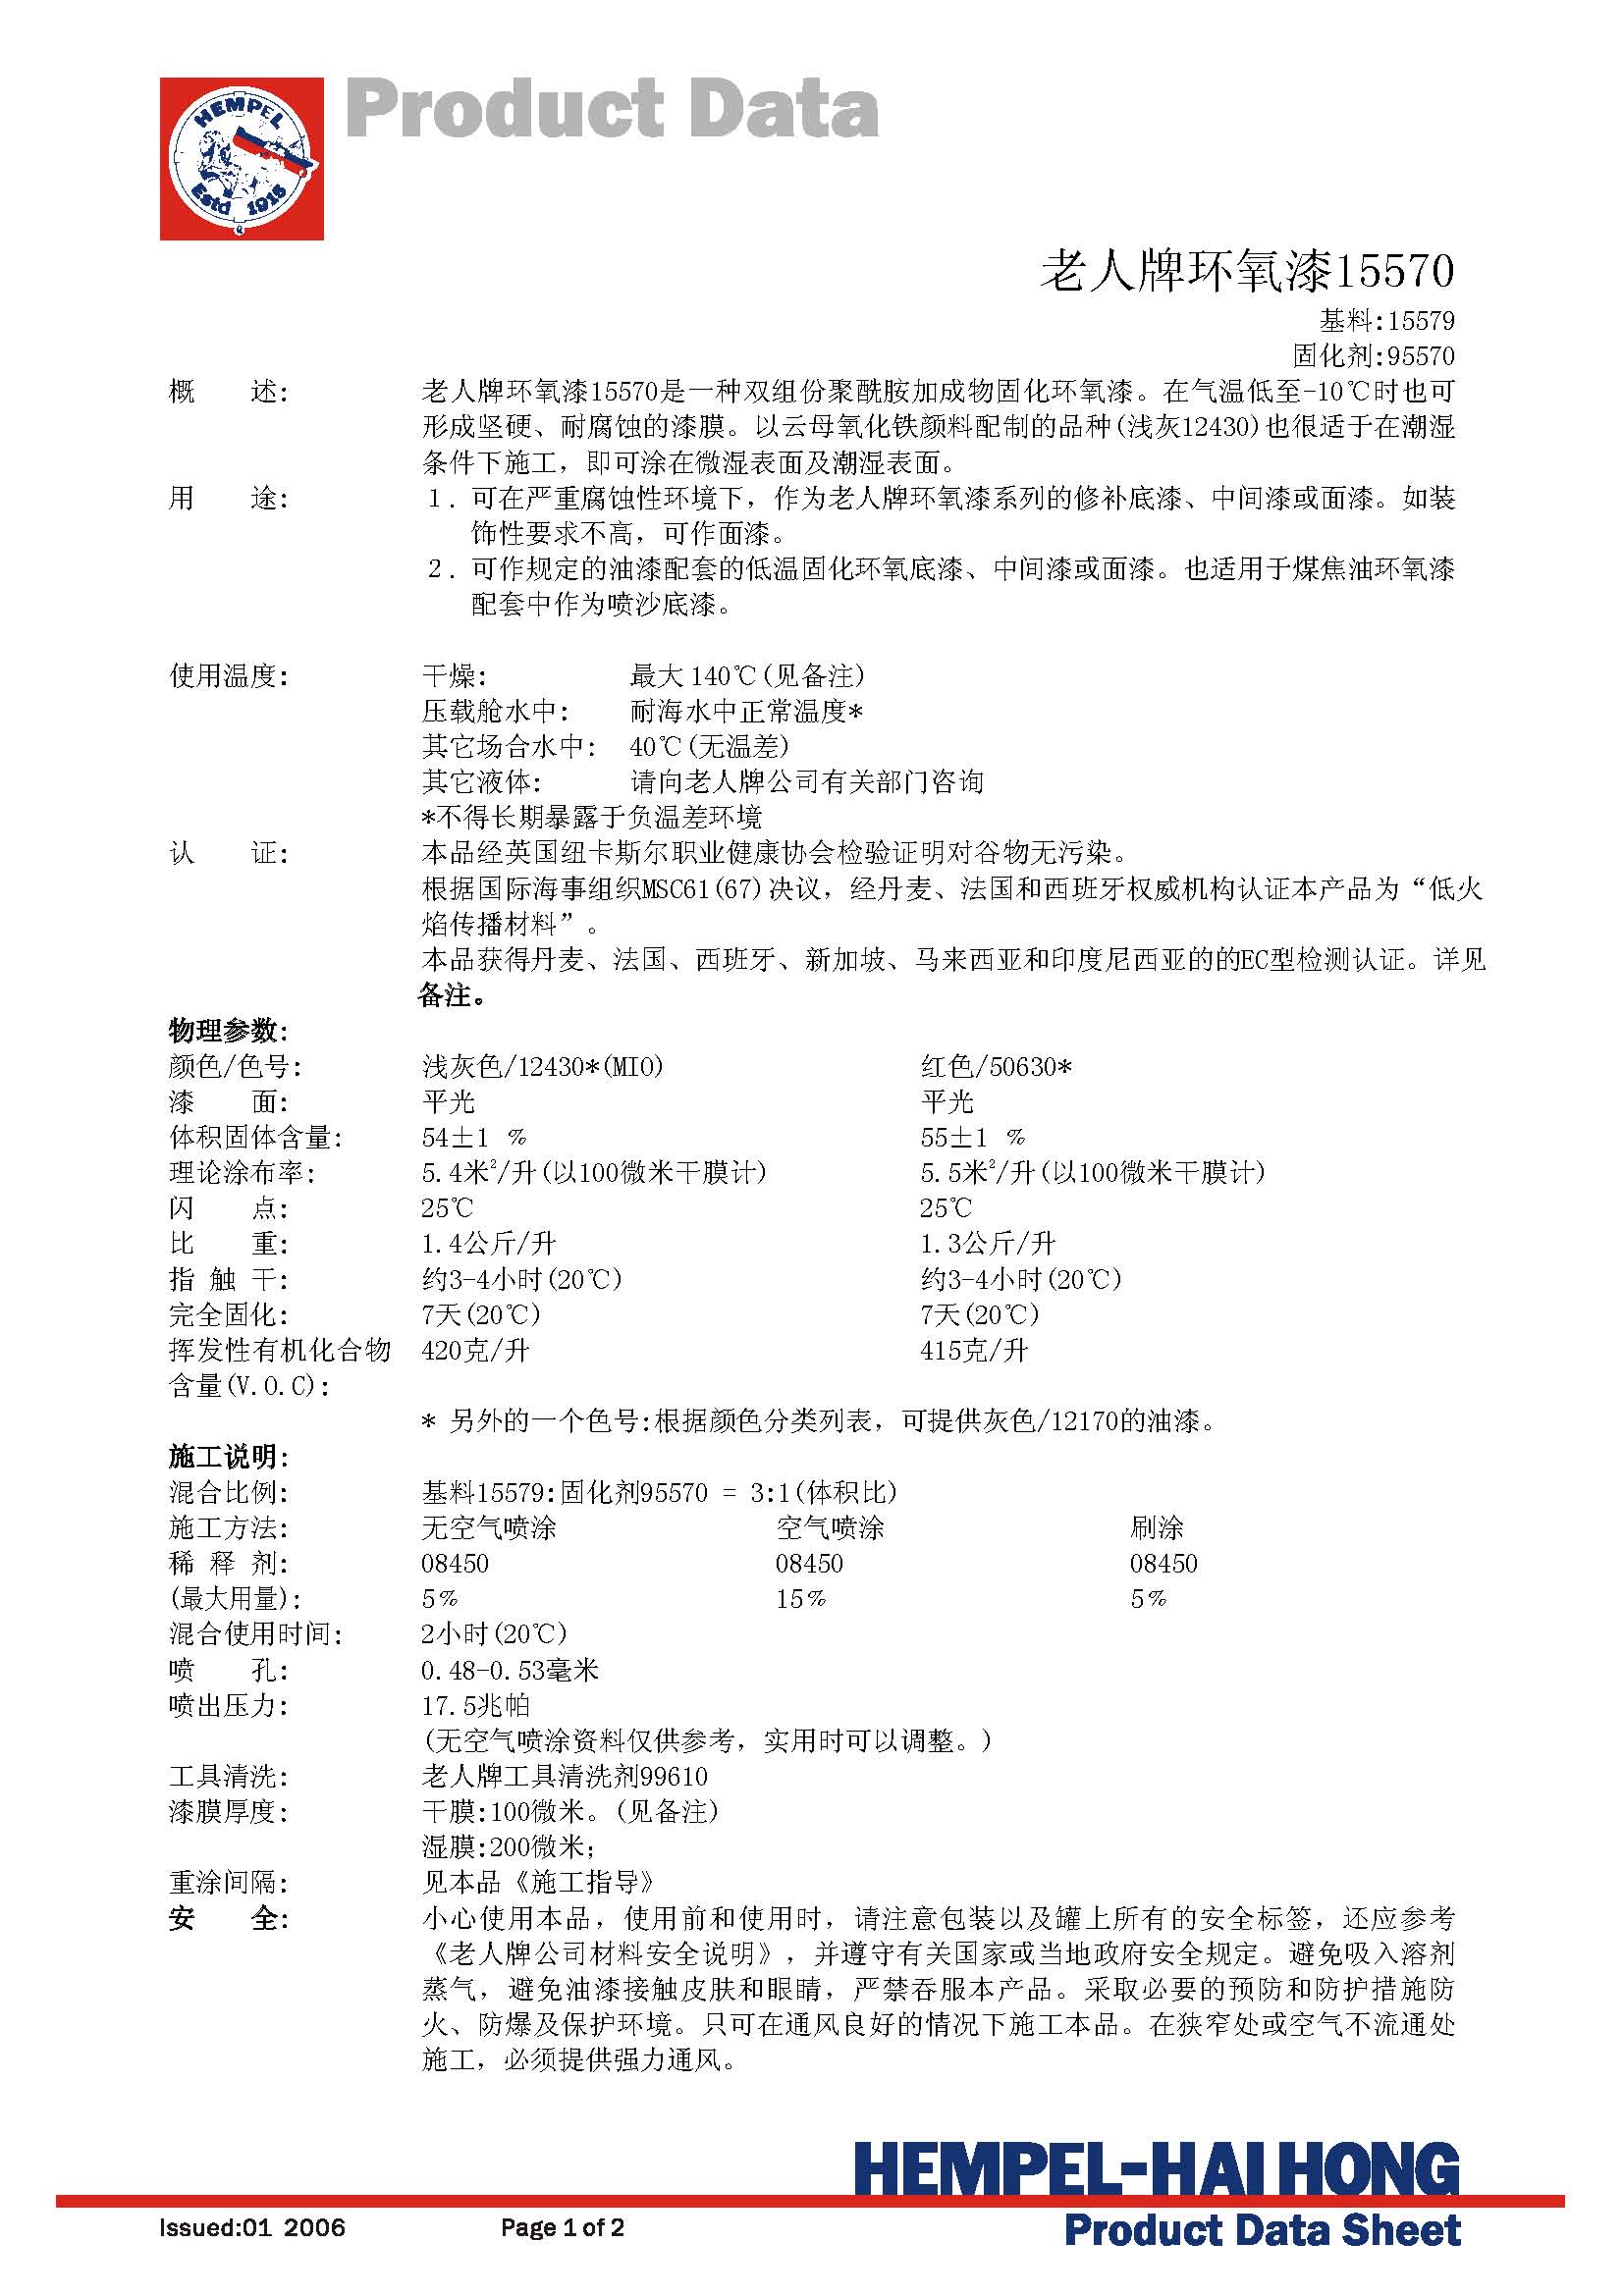 HEMPEL
Estd 1915
Product Data
老人牌环氧漆15570
基料:15579
固化剂:95570
概 述: 老人牌环氧漆15570是一种双组份聚酰胺加成物固化环氧漆。在气温低至-10℃时也可
形成坚硬、耐腐蚀的漆膜。以云母氧化铁颜料配制的品种(浅灰12430)也很适于在潮湿
条件下施工，即可涂在微湿表面及潮湿表面。
用 途: 1. 可在严重腐蚀性环境下，作为老人牌环氧漆系列的修补底漆、中间漆或面漆。如装
饰性要求不高，可作面漆。
2. 可作规定的油漆配套的低温固化环氧底漆、中间漆或面漆。也适用于煤焦油环氧漆
配套中作为喷沙底漆。
使用温度: 干燥: 最大 140℃(见备注)
压载舱水中: 耐海水中正常温度*
其它场合水中: 40℃(无温差)
其它液体: 请向老人牌公司有关部门咨询
*不得长期暴露于负温差环境
认 证: 本品经英国纽卡斯尔职业健康协会检验证明对谷物无污染。
根据国际海事组织MSC61(67)决议，经丹麦、法国和西班牙权威机构认证本产品为“低火
焰传播材料”。
本品获得丹麦、法国、西班牙、新加坡、马来西亚和印度尼西亚的的EC型检测认证。详见
备注。
物理参数:
颜色/色号: 浅灰色/12430*(MIO) 红色/50630*
漆 面: 平光 平光
体积固体含量: 54±1 % 55±1 %
理论涂布率: 5.4米²/升(以100微米干膜计) 5.5米²/升(以100微米干膜计)
闪 点: 25℃ 25℃
比 重: 1.4公斤/升 1.3公斤/升
指 触 干: 约3-4小时(20℃) 约3-4小时(20℃)
完全固化: 7天(20℃) 7天(20℃)
挥发性有机化合物 420克/升 415克/升
含量(V.O.C):
* 另外的一个色号:根据颜色分类列表，可提供灰色/12170的油漆。
施工说明:
混合比例: 基料15579:固化剂95570 = 3:1(体积比)
施工方法: 无空气喷涂 空气喷涂 刷涂
稀 释 剂: 08450 08450 08450
(最大用量): 5% 15% 5%
混合使用时间: 2小时(20℃)
喷 孔: 0.48-0.53毫米
喷出压力: 17.5兆帕
(无空气喷涂资料仅供参考，实用时可以调整。)
工具清洗: 老人牌工具清洗剂99610
漆膜厚度: 干膜:100微米。(见备注)
湿膜:200微米；
重涂间隔: 见本品《施工指导》
安 全: 小心使用本品，使用前和使用时，请注意包装以及罐上所有的安全标签，还应参考
《老人牌公司材料安全说明》，并遵守有关国家或当地政府安全规定。避免吸入溶剂
蒸气，避免油漆接触皮肤和眼睛，严禁吞服本产品。采取必要的预防和防护措施防
火、防爆及保护环境。只可在通风良好的情况下施工本品。在狭窄处或空气不流通处
施工，必须提供强力通风。
HEMPEL-HAI HONG
Issued:01 2006 Page 1 of 2 Product Data Sheet